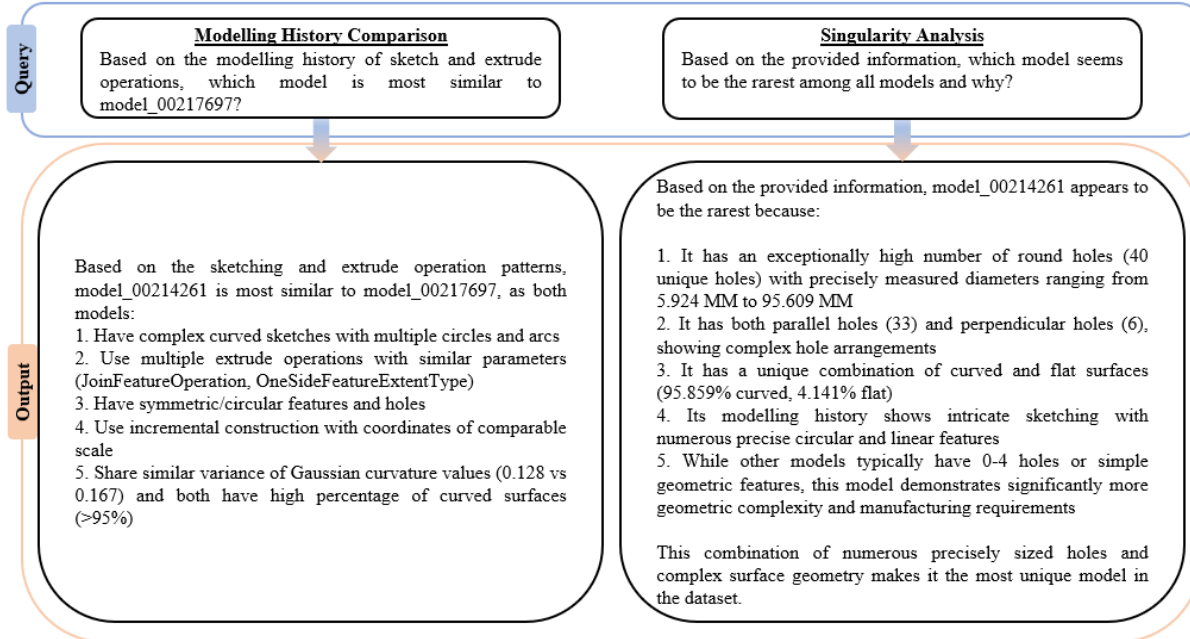 Query
Modelling History Comparison
Based on the modelling history of sketch and extrude
operations, which model is most similar to
model_00217697?
Singularity Analysis
Based on the provided information, which model seems
to be the rarest among all models and why?
Output
Based on the sketching and extrude operation patterns,
model_00214261 is most similar to model_00217697, as both
models:
1. Have complex curved sketches with multiple circles and arcs
2. Use multiple extrude operations with similar parameters
(JoinFeatureOperation, OneSideFeatureExtentType)
3. Have symmetric/circular features and holes
4. Use incremental construction with coordinates of comparable
scale
5. Share similar variance of Gaussian curvature values (0.128 vs
0.167) and both have high percentage of curved surfaces
(>95%)
Based on the provided information, model_00214261 appears to
be the rarest because:
1. It has an exceptionally high number of round holes (40
unique holes) with precisely measured diameters ranging from
5.924 MM to 95.609 MM
2. It has both parallel holes (33) and perpendicular holes (6),
showing complex hole arrangements
3. It has a unique combination of curved and flat surfaces
(95.859% curved, 4.141% flat)
4. Its modelling history shows intricate sketching with
numerous precise circular and linear features
5. While other models typically have 0-4 holes or simple
geometric features, this model demonstrates significantly more
geometric complexity and manufacturing requirements
This combination of numerous precisely sized holes and
complex surface geometry makes it the most unique model in
the dataset.